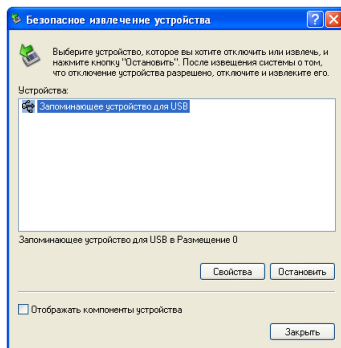 Безопасное извлечение устройства
Выберите устройство, которое вы хотите отключить или извлечь, и
нажмите кнопку "Остановить". После извещения системы о том,
что отключение устройства разрешено, отключите и извлеките его.
Устройства:
Запоминающее устройство для USB
Запоминающее устройство для USB в Размещение 0
Свойства Остановить
Отображать компоненты устройства
Закрыть